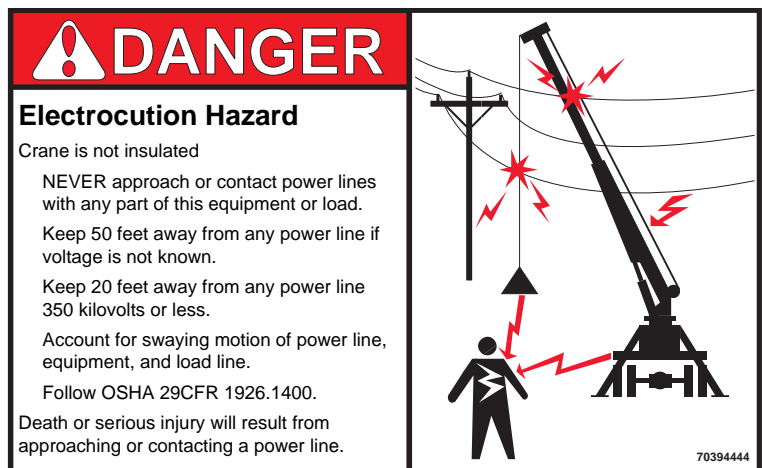 DANGER
Electrocution Hazard
Crane is not insulated
NEVER approach or contact power lines
with any part of this equipment or load.
Keep 50 feet away from any power line if
voltage is not known.
Keep 20 feet away from any power line
350 kilovolts or less.
Account for swaying motion of power line,
equipment, and load line.
Follow OSHA 29CFR 1926.1400.
Death or serious injury will result from
approaching or contacting a power line.
70394444